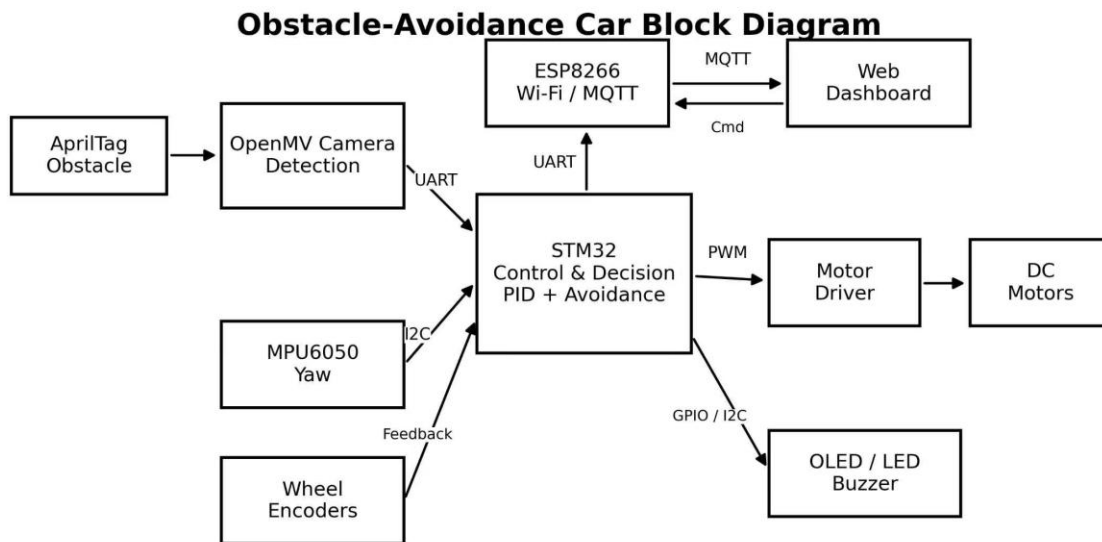 Obstacle-Avoidance Car Block Diagram
ESP8266
Wi-Fi / MQTT
MQTT
Cmd
Web
Dashboard
AprilTag
Obstacle
OpenMV Camera
Detection
UART
UART
STM32
Control & Decision
PID + Avoidance
PWM
Motor
Driver
DC
Motors
MPU6050
Yaw
I2C
Feedback
GPIO / I2C
Wheel
Encoders
OLED / LED
Buzzer